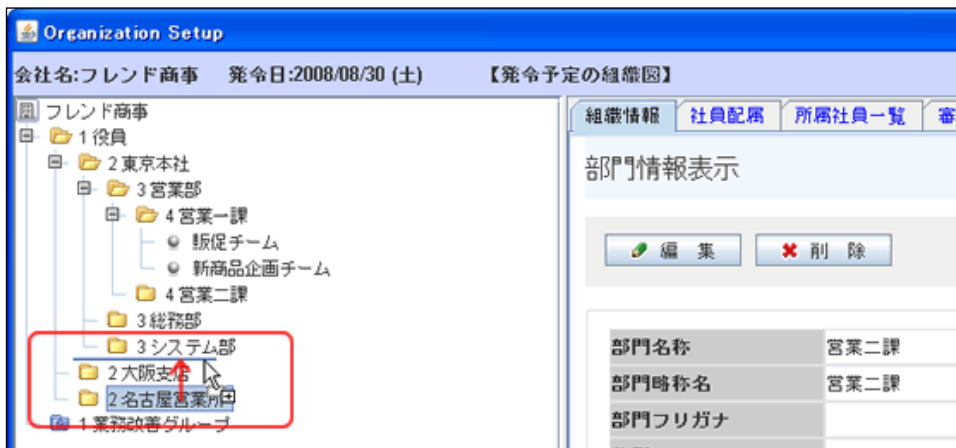 Organization Setup
会社名:フレンド商事 発令日:2008/08/30 (土) 【発令予定の組織図】
フレンド商事
1 役員
2 東京本社
3 営業部
4 営業一課
販促チーム
新商品企画チーム
4 営業二課
3 総務部
3 システム部
2 大阪支店
2 名古屋営業所
1 業務改善グループ
組織情報 社員配属 所属社員一覧 審
部門情報表示
編 集 削 除
部門名称 営業二課
部門略称名 営業二課
部門フリガナ